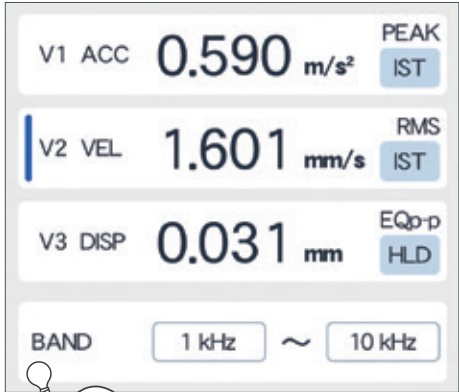 V1 ACC 0.590 m/s² PEAK IST
V2 VEL 1.601 mm/s RMS IST
V3 DISP 0.031 mm EQp-p HLD
BAND 1 kHz ~ 10 kHz